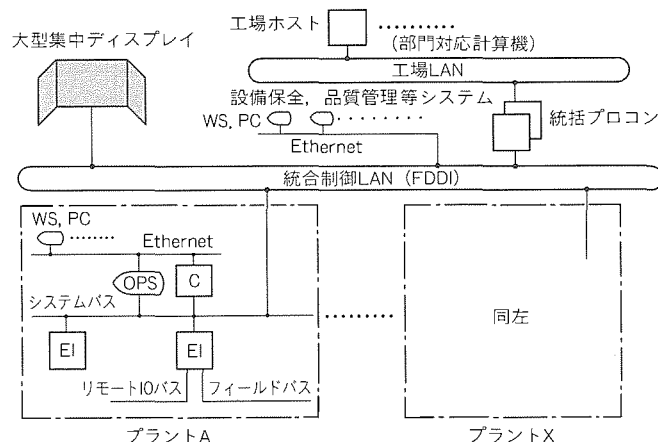 工場ホスト
‥‥‥‥
(部門対応計算機)
大型集中ディスプレイ
工場LAN
設備保全，品質管理等システム
WS, PC
‥‥‥‥
Ethernet
統括プロコン
統合制御LAN (FDDI)
WS, PC
‥‥‥
Ethernet
OPS
C
システムバス
EI
EI
リモートIOバス
フィールドバス
‥‥‥‥
同左
プラントA
プラントX